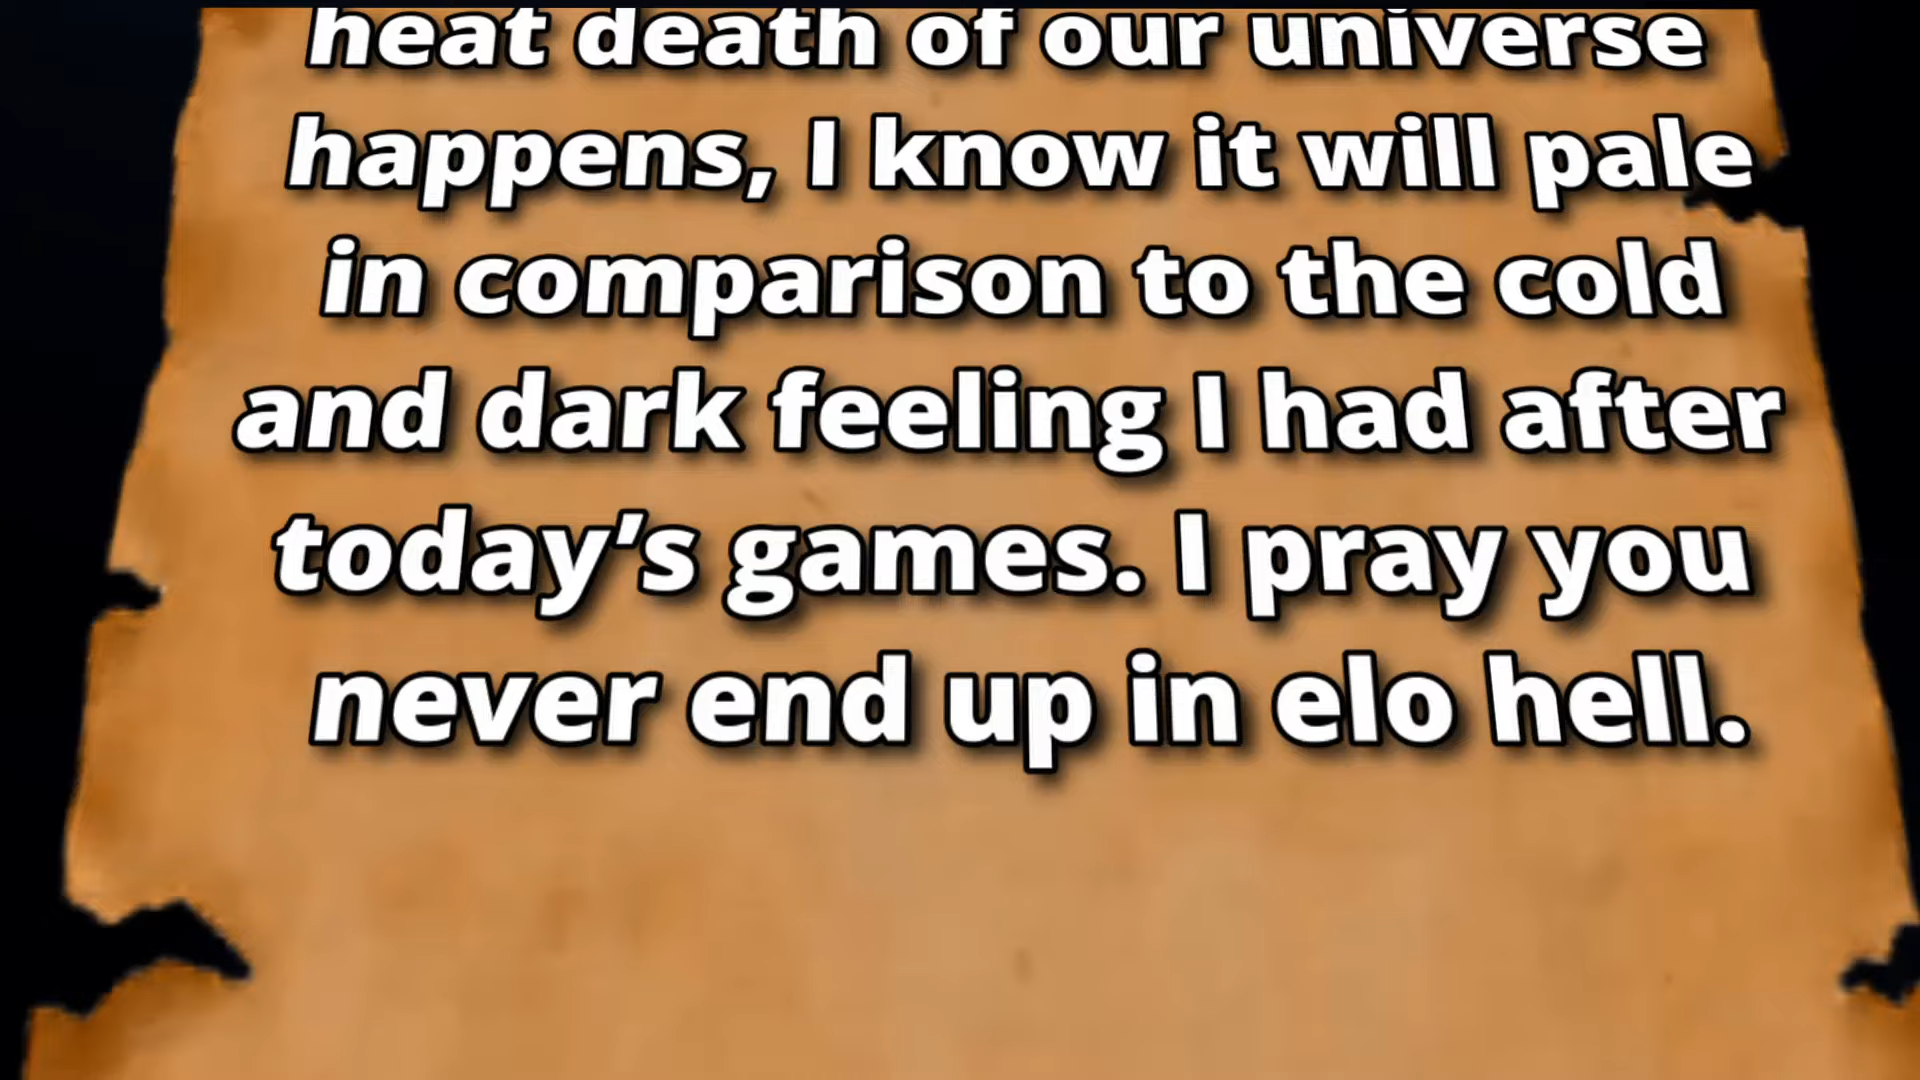 heat death of our universe
happens, I know it will pale
in comparison to the cold
and dark feeling I had after
today’s games. I pray you
never end up in elo hell.